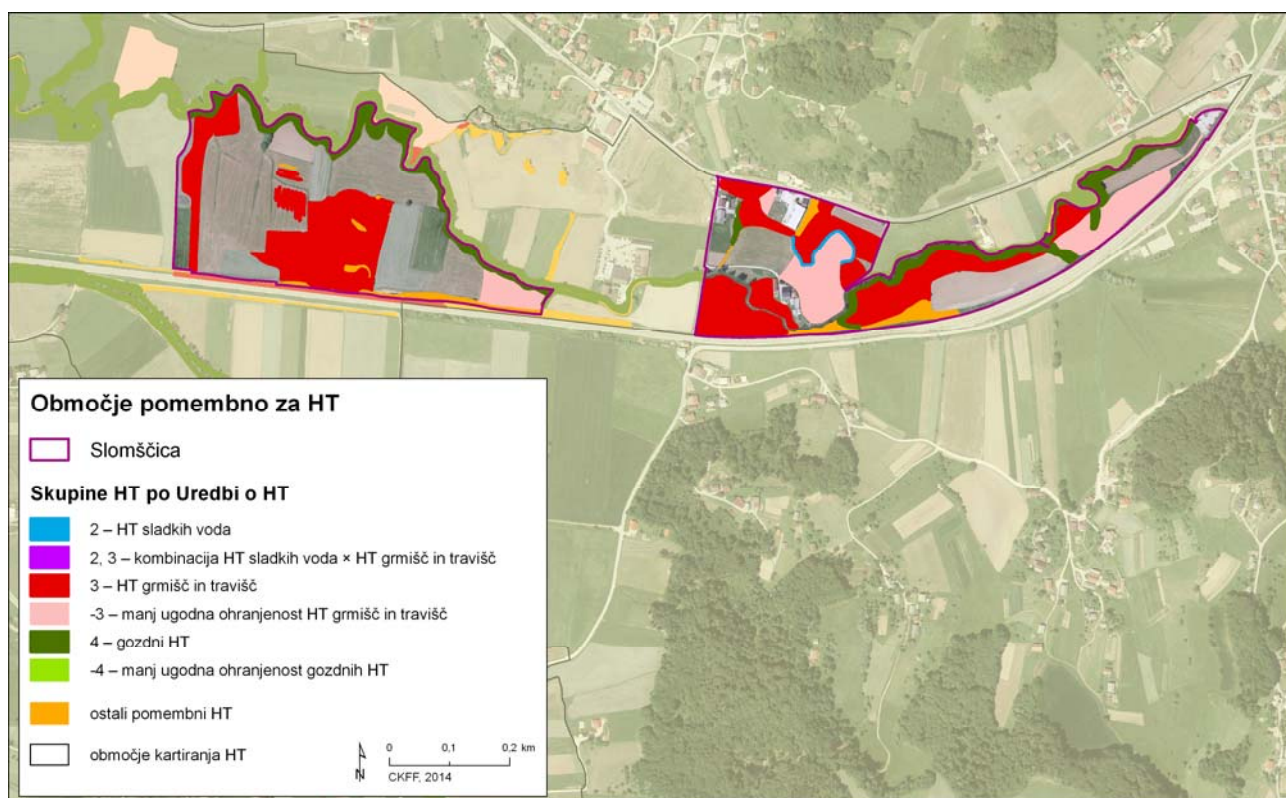 Območje pomembno za HT
Slomščica
Skupine HT po Uredbi o HT
2 – HT sladkih voda
2, 3 – kombinacija HT sladkih voda × HT grmišč in travišč
3 – HT grmišč in travišč
-3 – manj ugodna ohranjenost HT grmišč in travišč
4 – gozdni HT
-4 – manj ugodna ohranjenost gozdnih HT
ostali pomembni HT
območje kartiranja HT
N
0 0,1 0,2 km
CKFF, 2014